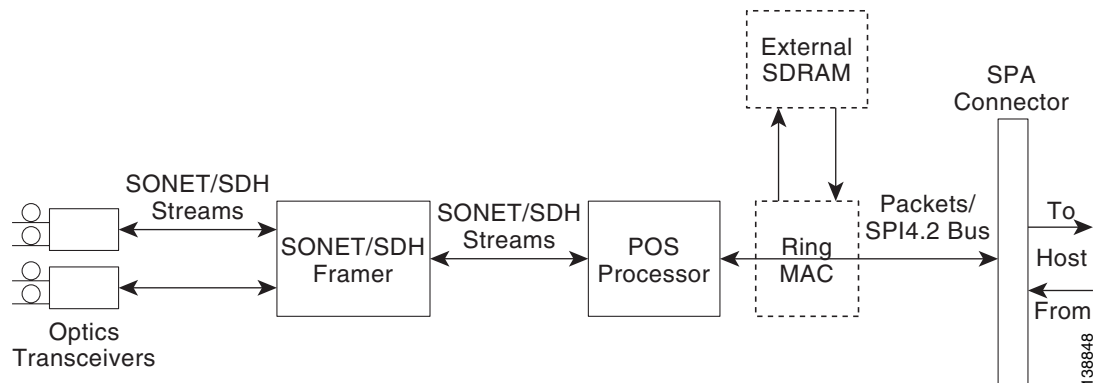 External
SDRAM
SPA
Connector
SONET/SDH
Streams
SONET/SDH
Framer
SONET/SDH
Streams
POS
Processor
Ring
MAC
Packets/
SPI4.2 Bus
To
Host
From
Optics
Transceivers
138848